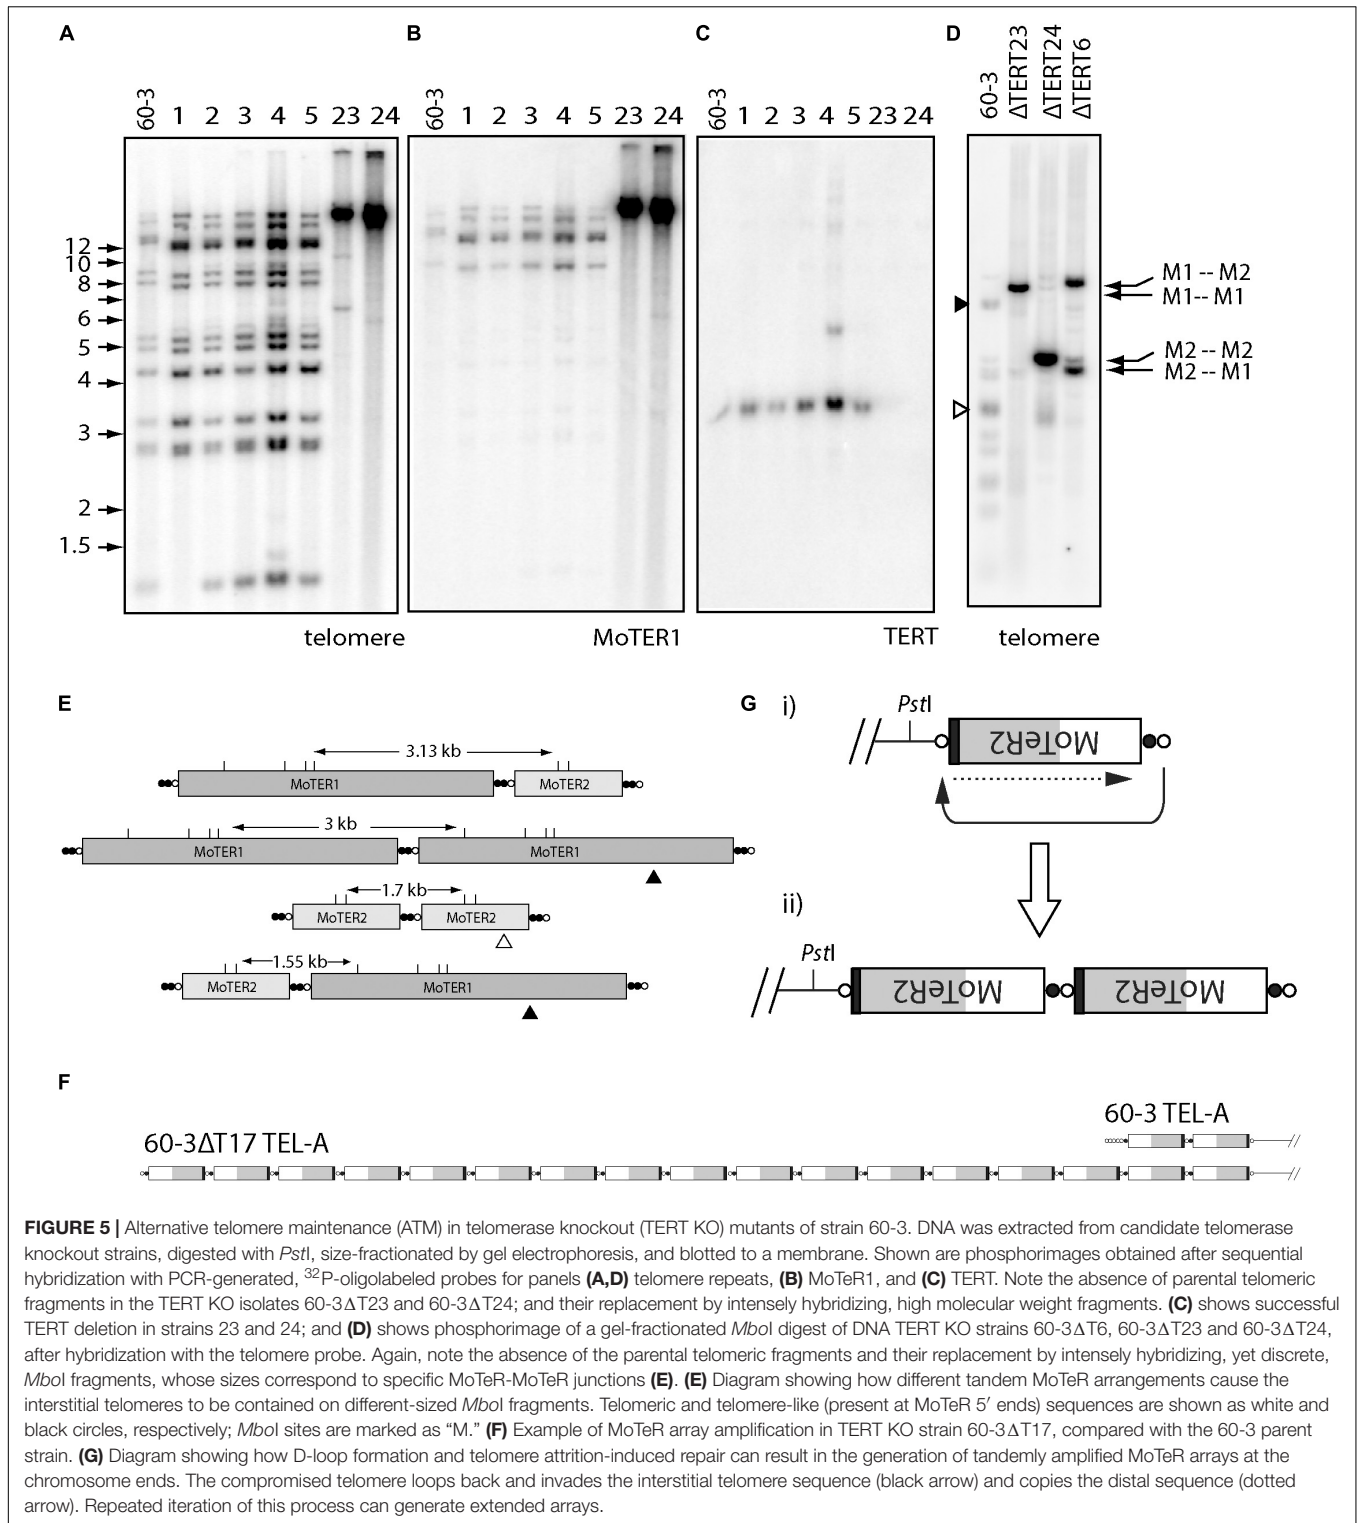 A
B
C
D
60-3 1 2 3 4 5 23 24
60-3 1 2 3 4 5 23 24
60-3 1 2 3 4 5 23 24
60-3 ΔTERT23 ΔTERT24 ΔTERT6
12
10
8
6
5
4
3
2
1.5
M1 -- M2
M1-- M1
M2 -- M2
M2 -- M1
telomere
MoTER1
TERT
telomere
E
3.13 kb
MoTER1 MoTER2
3 kb
MoTER1 MoTER1
1.7 kb
MoTER2 MoTER2
1.55 kb
MoTER2 MoTER1
G i)
PstI
MoTeR2
ii)
PstI
MoTeR2 MoTeR2
F
60-3 TEL-A
60-3ΔT17 TEL-A
FIGURE 5 | Alternative telomere maintenance (ATM) in telomerase knockout (TERT KO) mutants of strain 60-3. DNA was extracted from candidate telomerase
knockout strains, digested with PstI, size-fractionated by gel electrophoresis, and blotted to a membrane. Shown are phosphorimages obtained after sequential
hybridization with PCR-generated, 32P-oligolabeled probes for panels (A,D) telomere repeats, (B) MoTeR1, and (C) TERT. Note the absence of parental telomeric
fragments in the TERT KO isolates 60-3ΔT23 and 60-3ΔT24; and their replacement by intensely hybridizing, high molecular weight fragments. (C) shows successful
TERT deletion in strains 23 and 24; and (D) shows phosphorimage of a gel-fractionated MboI digest of DNA TERT KO strains 60-3ΔT6, 60-3ΔT23 and 60-3ΔT24,
after hybridization with the telomere probe. Again, note the absence of the parental telomeric fragments and their replacement by intensely hybridizing, yet discrete,
MboI fragments, whose sizes correspond to specific MoTeR-MoTeR junctions (E). (E) Diagram showing how different tandem MoTeR arrangements cause the
interstitial telomeres to be contained on different-sized MboI fragments. Telomeric and telomere-like (present at MoTeR 5′ ends) sequences are shown as white and
black circles, respectively; MboI sites are marked as “M.” (F) Example of MoTeR array amplification in TERT KO strain 60-3ΔT17, compared with the 60-3 parent
strain. (G) Diagram showing how D-loop formation and telomere attrition-induced repair can result in the generation of tandemly amplified MoTeR arrays at the
chromosome ends. The compromised telomere loops back and invades the interstitial telomere sequence (black arrow) and copies the distal sequence (dotted
arrow). Repeated iteration of this process can generate extended arrays.